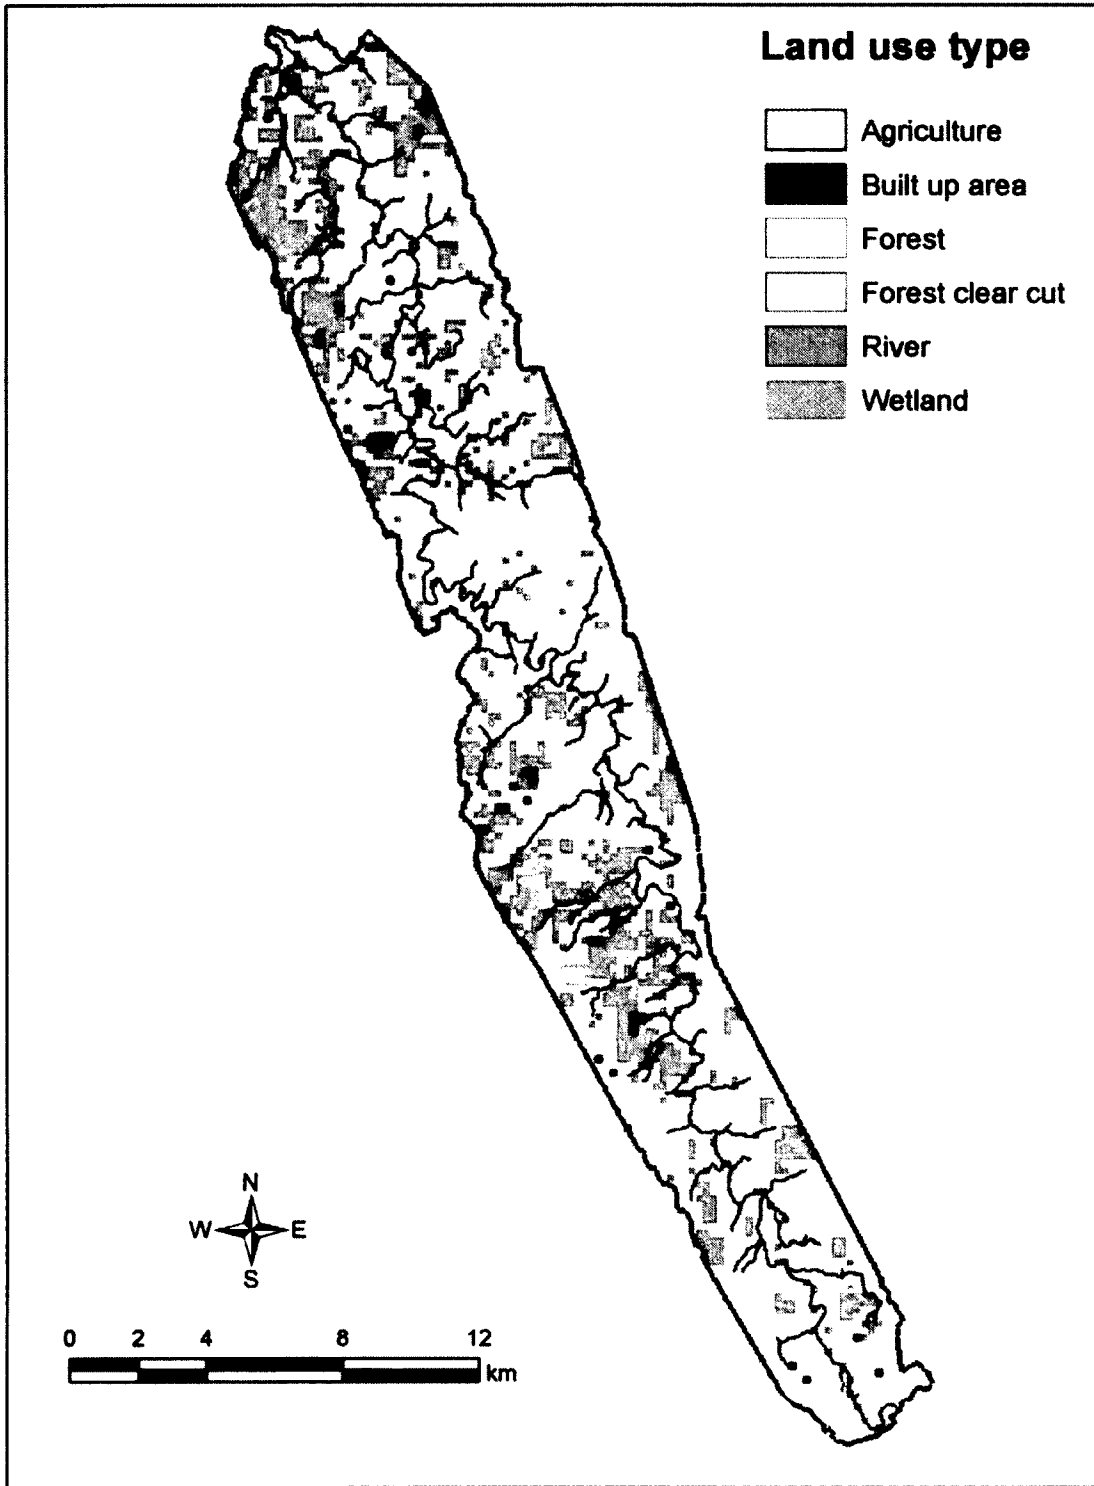 Land use type
Agriculture
Built up area
Forest
Forest clear cut
River
Wetland
N
W E
S
0 2 4 8 12
km